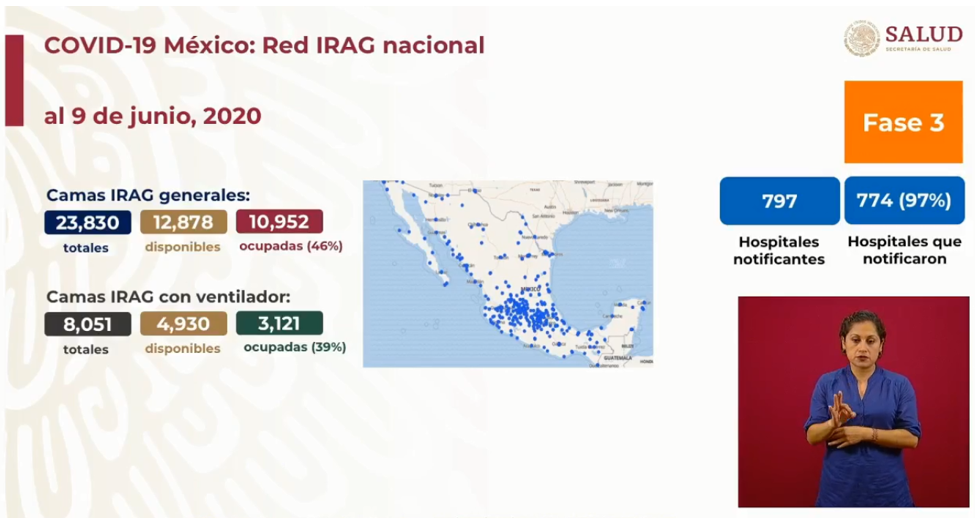 COVID-19 México: Red IRAG nacional
SALUD
SECRETARÍA DE SALUD
al 9 de junio, 2020
Fase 3
Camas IRAG generales:
23,830 12,878 10,952
totales disponibles ocupadas (46%)
797 774 (97%)
Hospitales Hospitales que
notificantes notificaron
Camas IRAG con ventilador:
8,051 4,930 3,121
totales disponibles ocupadas (39%)
MÉXICO
GUATEMALA